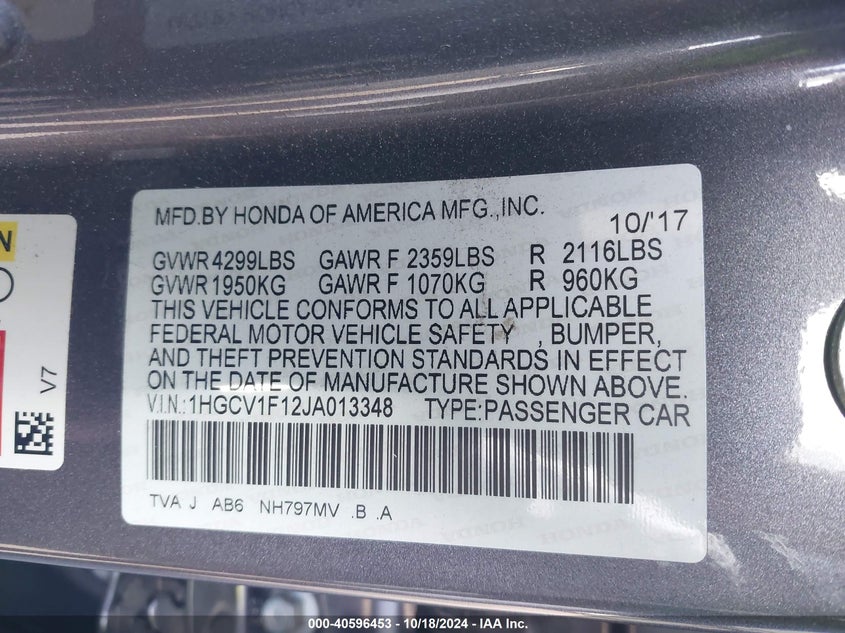 MFD.BY HONDA OF AMERICA MFG.,INC.
10/'17
GVWR 4299LBS GAWR F 2359LBS R 2116LBS
GVWR 1950KG GAWR F 1070KG R 960KG
THIS VEHICLE CONFORMS TO ALL APPLICABLE
FEDERAL MOTOR VEHICLE SAFETY , BUMPER,
AND THEFT PREVENTION STANDARDS IN EFFECT
ON THE DATE OF MANUFACTURE SHOWN ABOVE.
V.I.N.: 1HGCV1F12JA013348 TYPE:PASSENGER CAR
TVA J AB6 NH797MV .B .A
N
V7
000-40596453 - 10/18/2024 - IAA Inc.